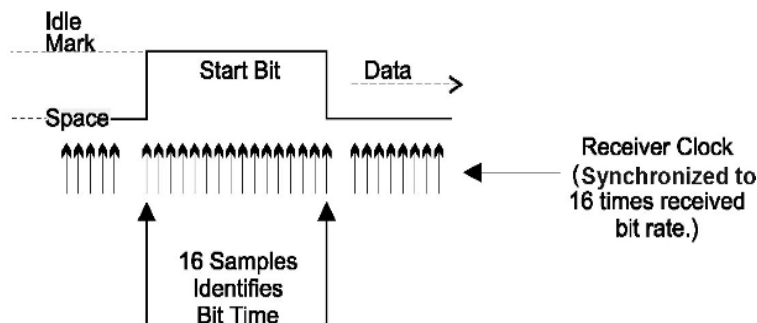 Idle
Mark
Start Bit
Data
Space
Receiver Clock
(Synchronized to
16 times received
bit rate.)
16 Samples
Identifies
Bit Time